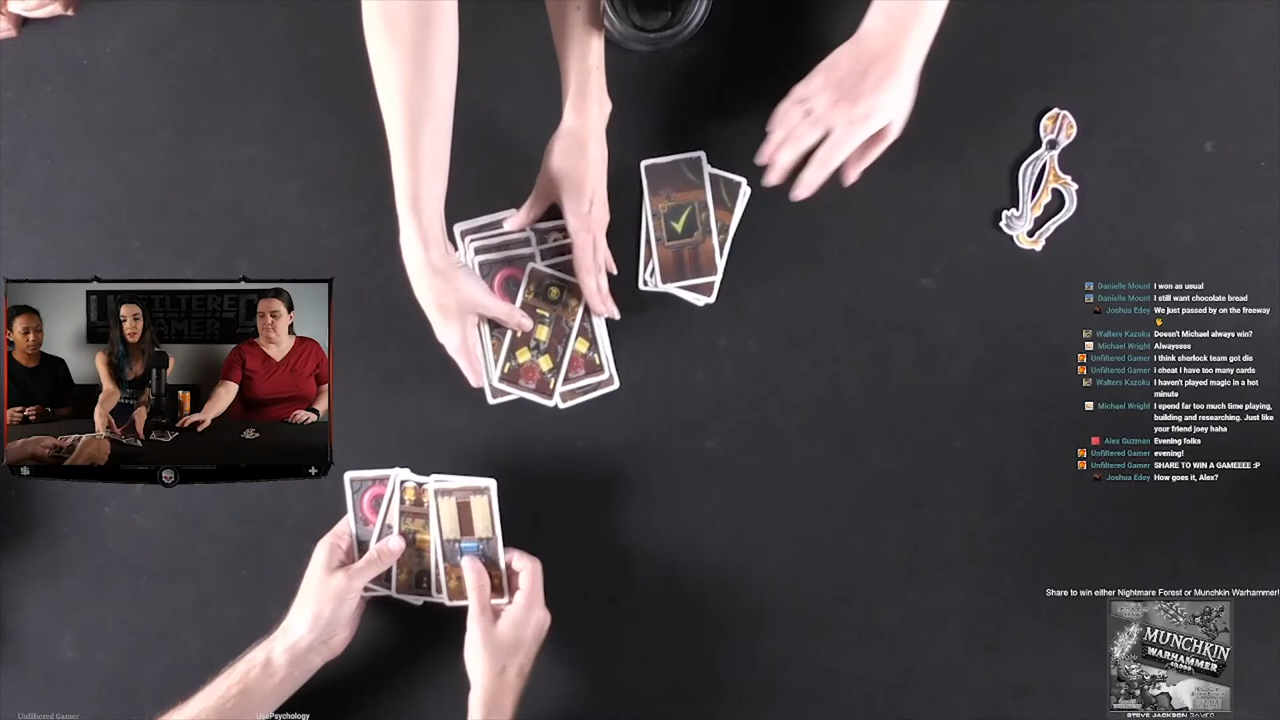 UNFILTERED
GAMER
Danielle Mount I won as usual
Danielle Mount I still want chocolate bread
Joshua Edey We just passed by on the freeway
Walters Kazoku Doesn't Michael always win?
Michael Wright Alwayssss
Unfiltered Gamer I think sherlock team got dis
Unfiltered Gamer I cheat I have too many cards
Walters Kazoku I haven't played magic in a hot
minute
Michael Wright I spend far too much time playing,
building and researching. Just like
your friend joey haha
Alex Guzman Evening folks
Unfiltered Gamer evening!
Unfiltered Gamer SHARE TO WIN A GAMEEEE :P
Joshua Edey How goes it, Alex?
Share to win either Nightmare Forest or Munchkin Warhammer!
MUNCHKIN
WARHAMMER
40,000
STEVE JACKSON GAMES
Unfiltered Gamer
UsePsychology